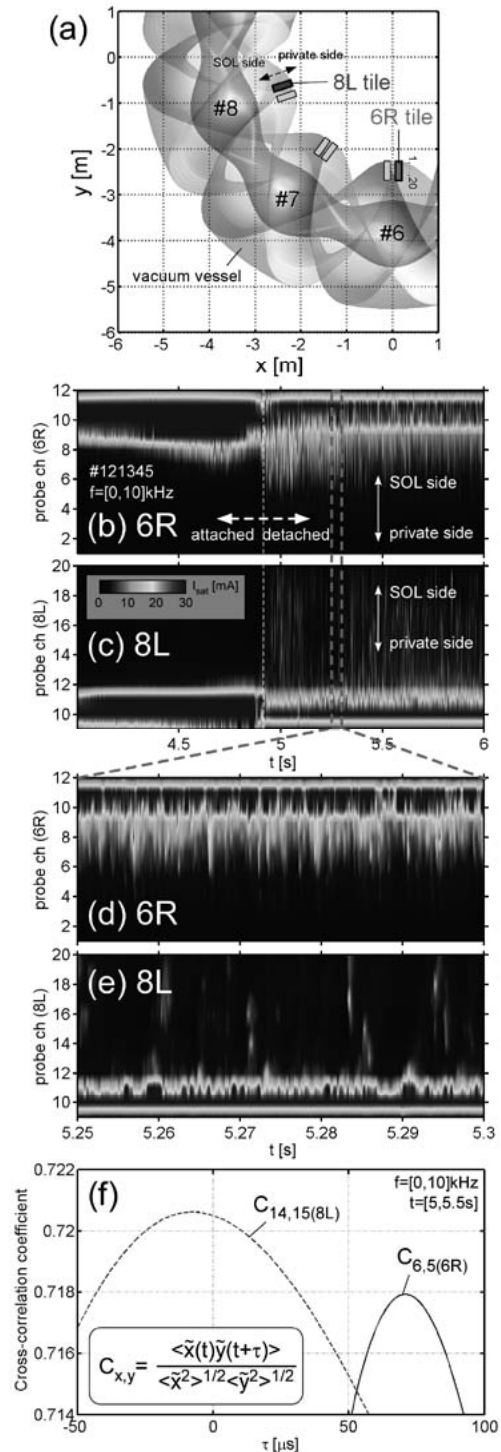 (a)
1
0
-1
-2
-3
-4
-5
-6
y [m]
SOL side
private side
8L tile
6R tile
1
20
#8
#7
#6
vacuum vessel
-6 -5 -4 -3 -2 -1 0 1
x [m]
12
10
8
6
4
2
probe ch (6R)
#121345
f=[0,10]kHz
(b) 6R
attached detached
SOL side
private side
20
18
16
14
12
10
probe ch (8L)
I_sat [mA]
0 10 20 30
(c) 8L
SOL side
private side
4.5 5 5.5 6
t [s]
12
10
8
6
4
2
probe ch (6R)
(d) 6R
20
18
16
14
12
10
probe ch (8L)
(e) 8L
5.25 5.26 5.27 5.28 5.29 5.3
t [s]
0.722
0.72
0.718
0.716
0.714
Cross-correlation coefficient
(f)
f=[0,10]kHz
t=[5,5.5s]
C14,15(8L)
C6,5(6R)
Cx,y = <x̃(t)ỹ(t+τ)> / <x̃²>^1/2 <ỹ²>^1/2
-50 0 50 100
τ [μs]